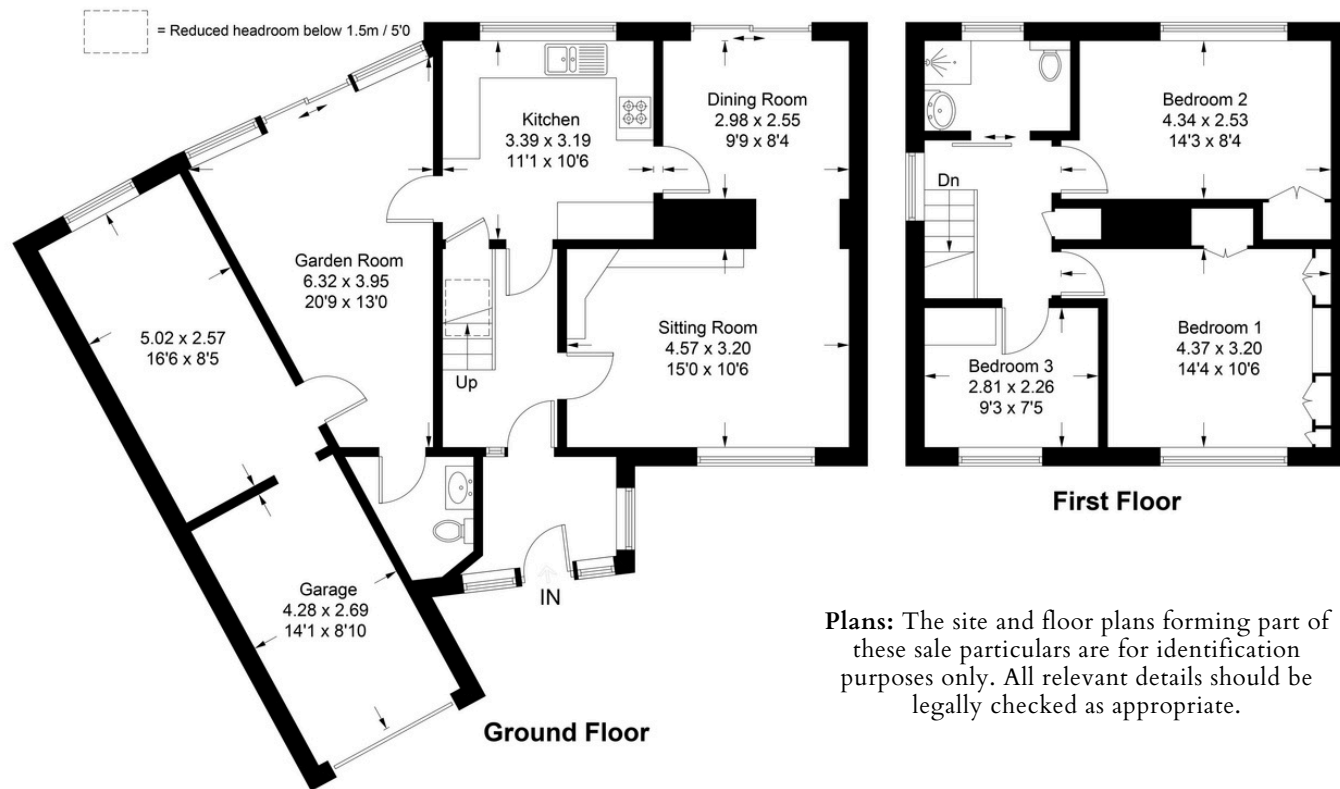 = Reduced headroom below 1.5m / 5'0
Kitchen
3.39 x 3.19
11'1 x 10'6
Dining Room
2.98 x 2.55
9'9 x 8'4
Garden Room
6.32 x 3.95
20'9 x 13'0
5.02 x 2.57
16'6 x 8'5
Sitting Room
4.57 x 3.20
15'0 x 10'6
Up
Garage
4.28 x 2.69
14'1 x 8'10
IN
Ground Floor
Bedroom 2
4.34 x 2.53
14'3 x 8'4
Dn
Bedroom 1
4.37 x 3.20
14'4 x 10'6
Bedroom 3
2.81 x 2.26
9'3 x 7'5
First Floor
Plans: The site and floor plans forming part of
these sale particulars are for identification
purposes only. All relevant details should be
legally checked as appropriate.